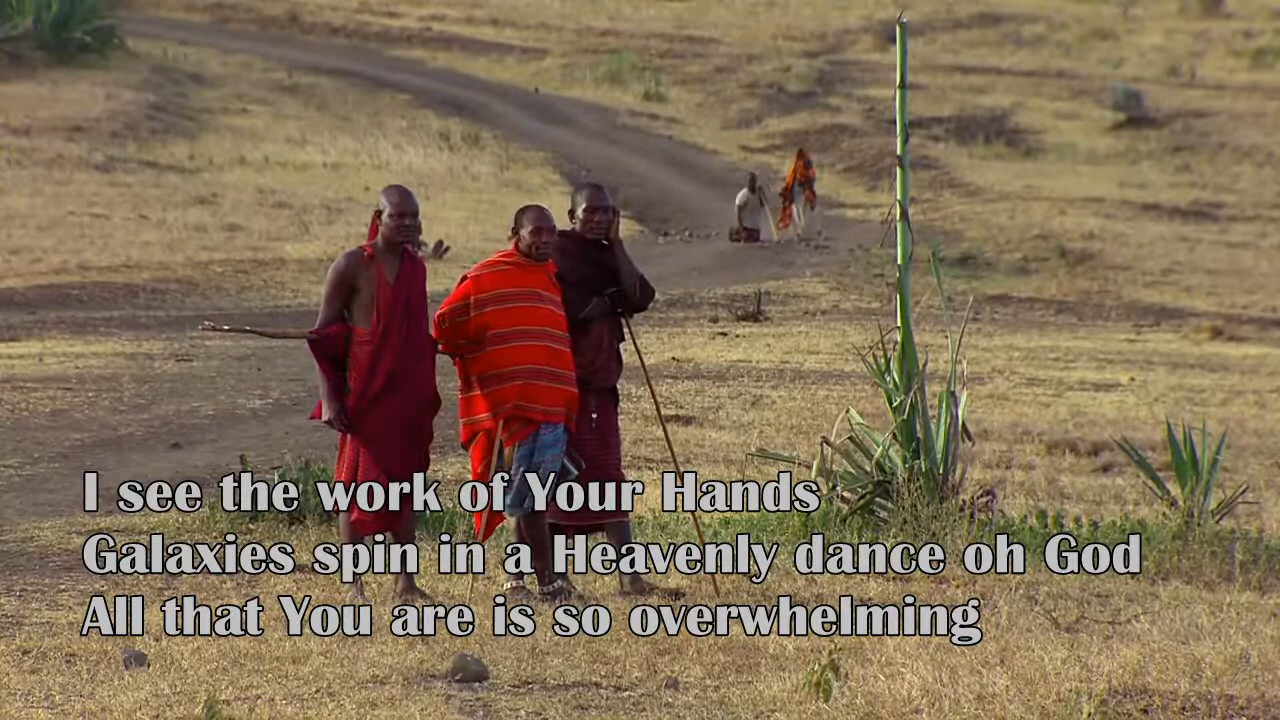 I see the work of Your Hands
Galaxies spin in a Heavenly dance oh God
All that You are is so overwhelming